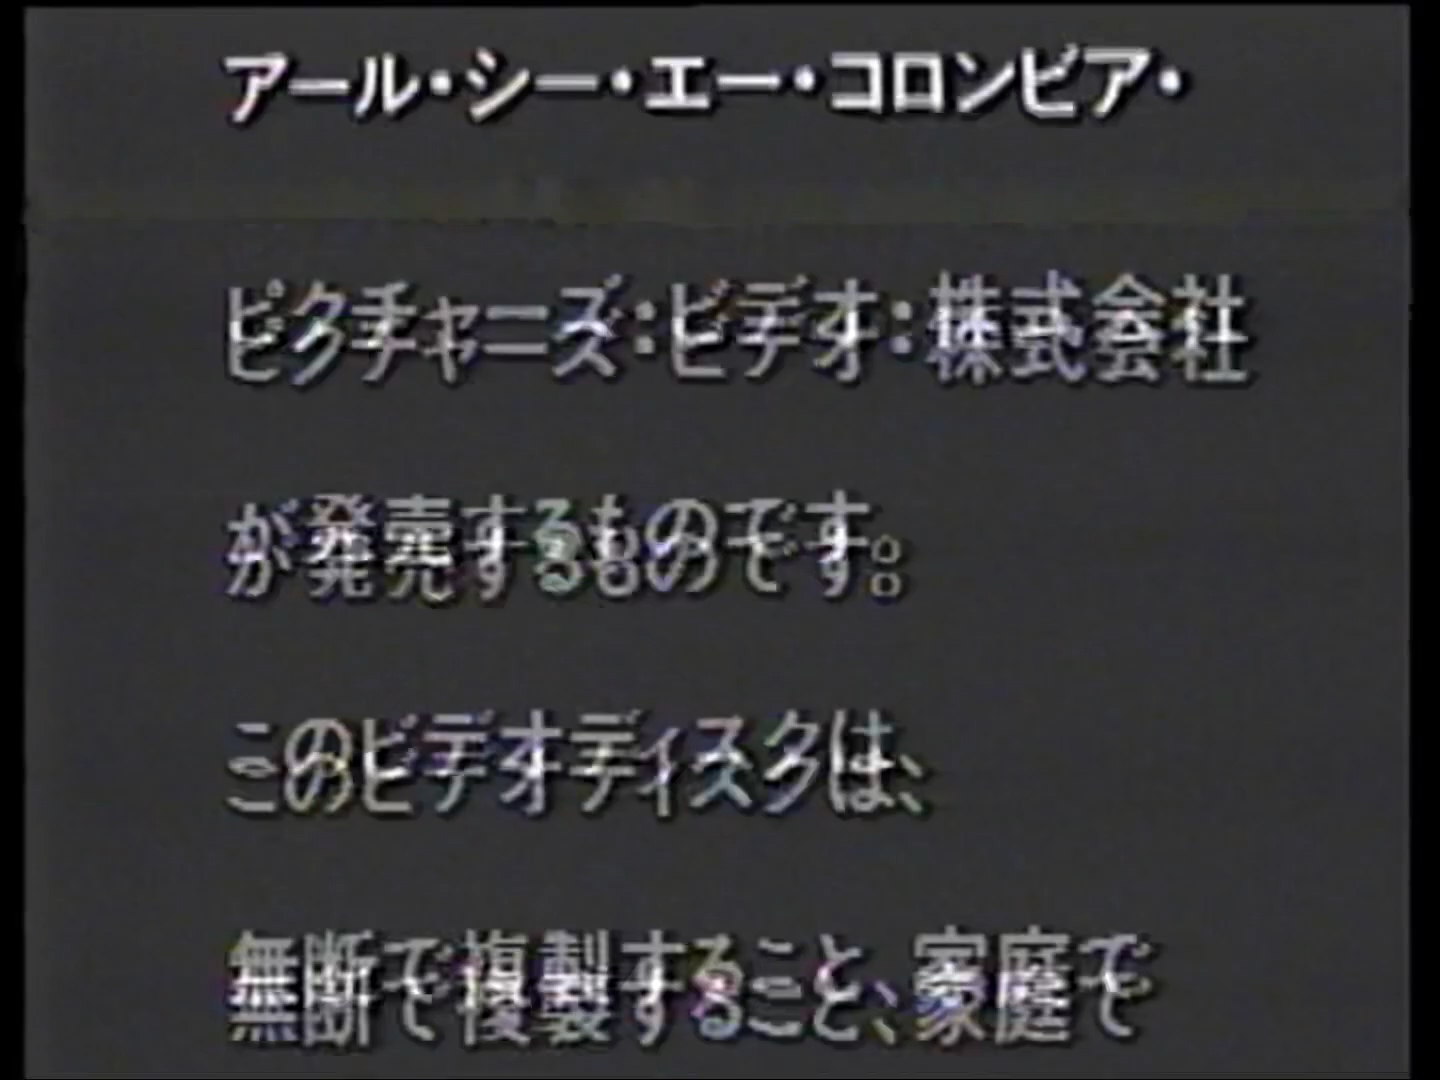 アール・シー・エー・コロンビア・
ピクチャーズ・ビデオ・株式会社
が発売するものです。
このビデオディスクは、
無断で複製すること、家庭で